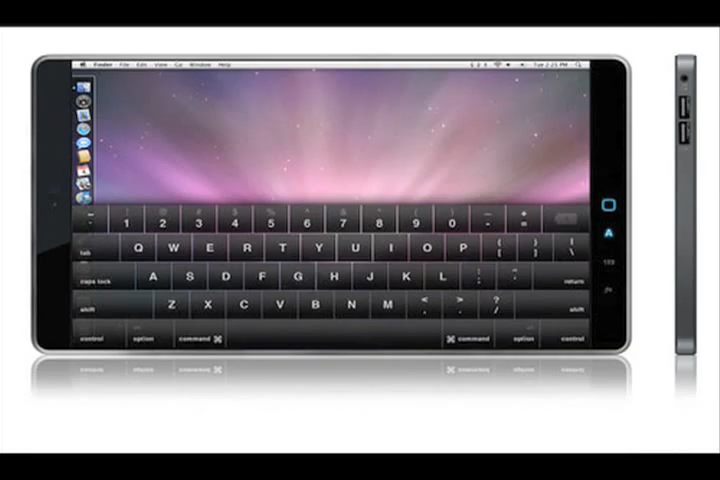 Finder File Edit View Go Window Help Tue 2:25 PM
~ ! @ # $ % ^ & * ( ) — +
` 1 2 3 4 5 6 7 8 9 0 - =
tab Q W E R T Y U I O P { [ } ] | \
A
caps lock A S D F G H J K L : ; " ' return
123
shift Z X C V B N M < , > . ? / shift
control option command ⌘ ⌘ command option control